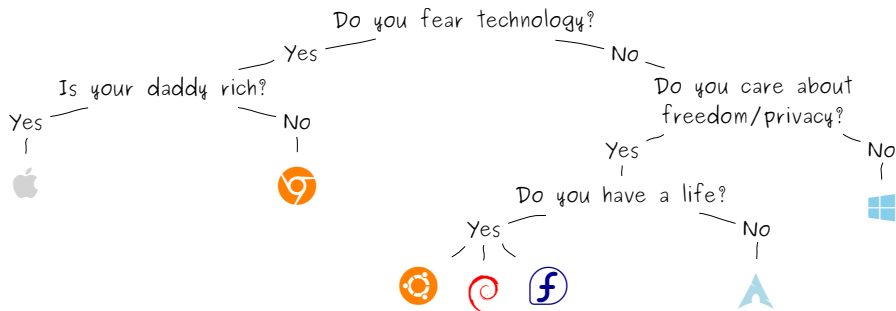 Do you fear technology?
Yes
No
Is your daddy rich?
Do you care about
freedom/privacy?
Yes
No
Yes
No
Do you have a life?
Yes
No